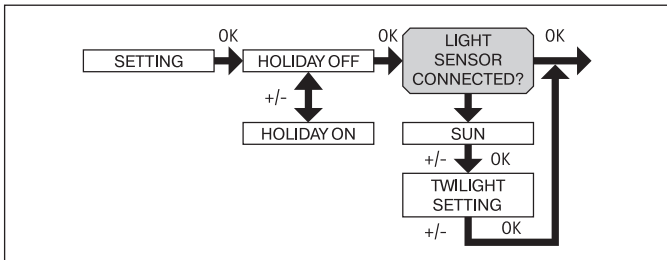 OK
OK
LIGHT
SENSOR
CONNECTED?
OK
SETTING
HOLIDAY OFF
+/-
HOLIDAY ON
SUN
+/-
OK
TWILIGHT
SETTING
+/-
OK